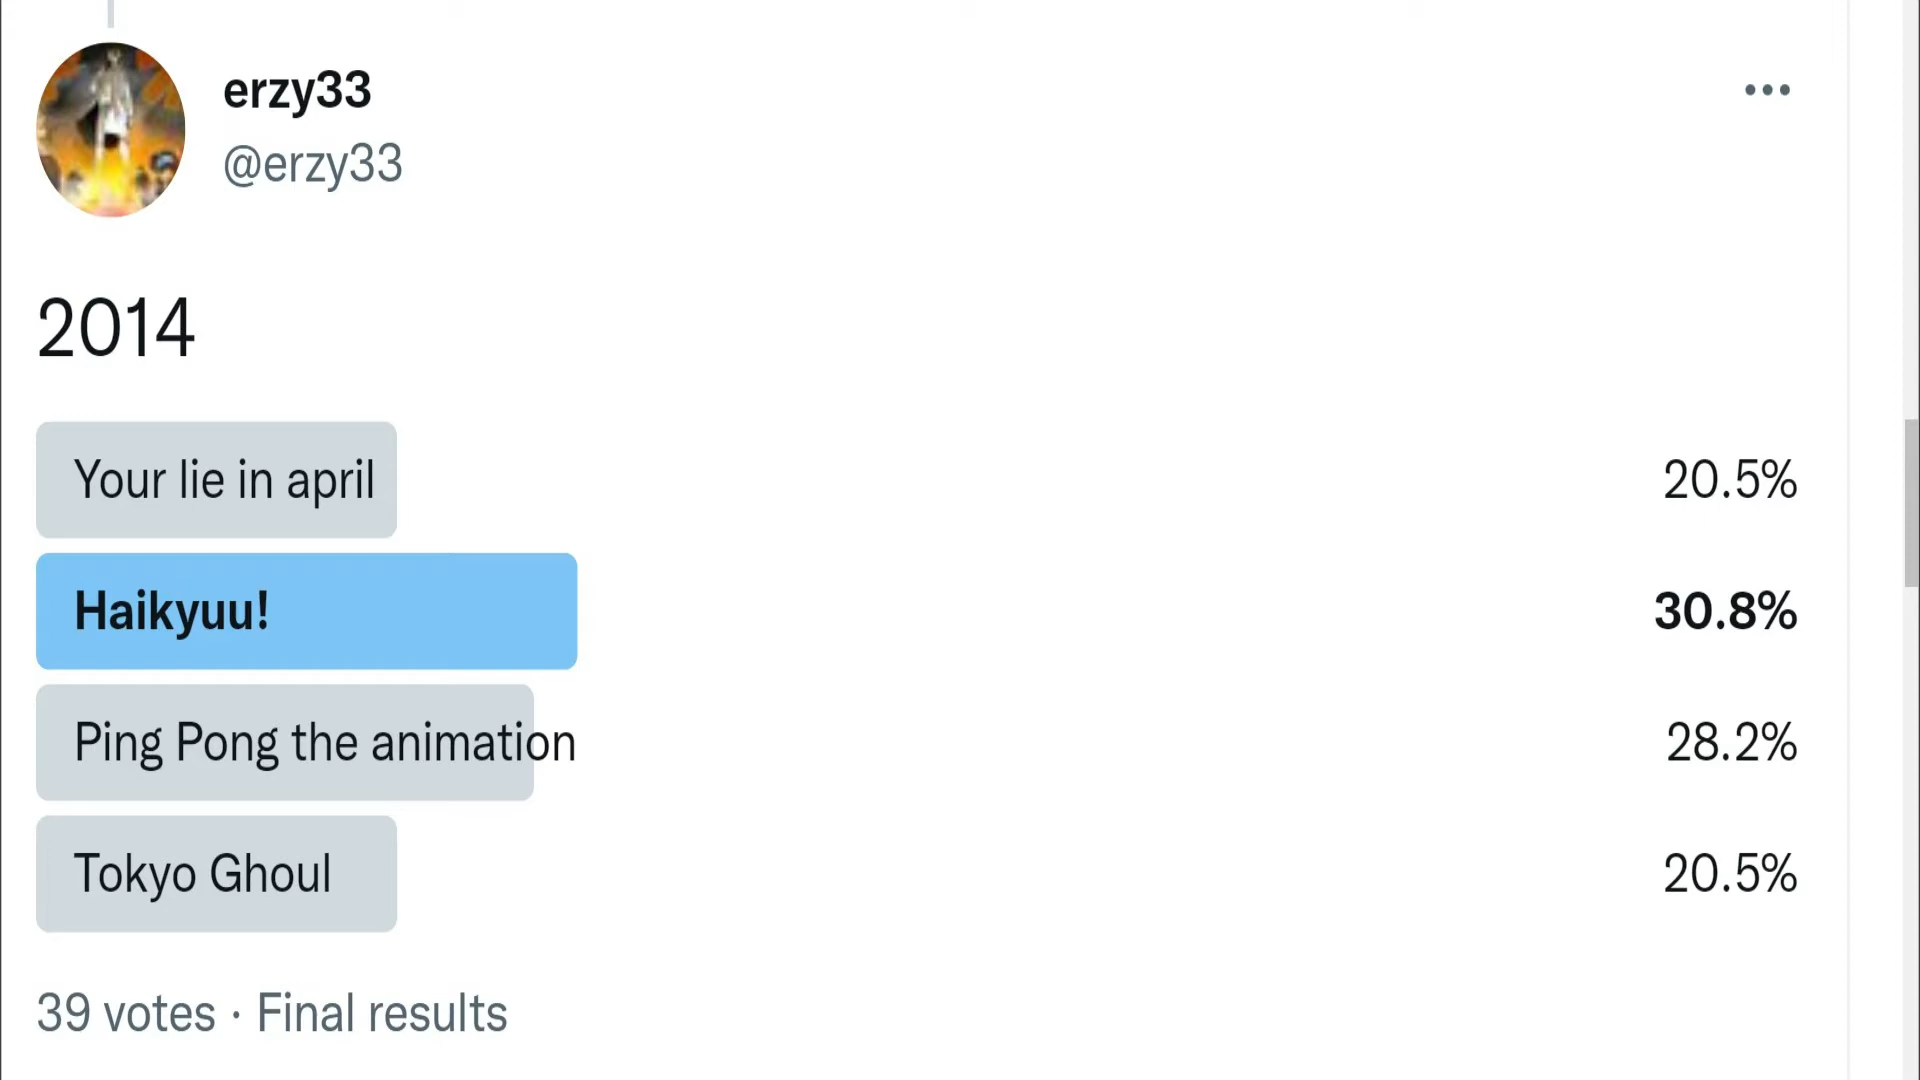 erzy33
@erzy33
2014
Your lie in april 20.5%
Haikyuu! 30.8%
Ping Pong the animation 28.2%
Tokyo Ghoul 20.5%
39 votes · Final results